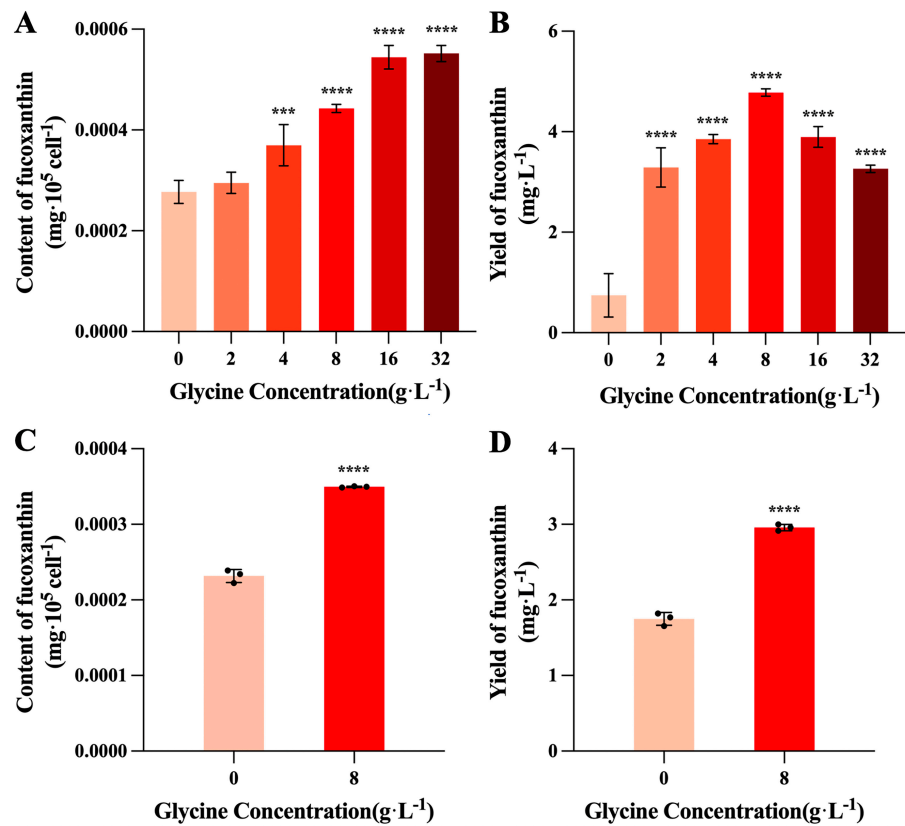 A
Content of fucoxanthin
(mg·10⁵ cell⁻¹)
0.0006
0.0004
0.0002
0.0000
*** **** **** ****
0 2 4 8 16 32
Glycine Concentration(g·L⁻¹)
B
Yield of fucoxanthin
(mg·L⁻¹)
6
4
2
0
**** **** **** **** ****
0 2 4 8 16 32
Glycine Concentration(g·L⁻¹)
C
Content of fucoxanthin
(mg·10⁵ cell⁻¹)
0.0004
0.0003
0.0002
0.0001
0.0000
****
0 8
Glycine Concentration(g·L⁻¹)
D
Yield of fucoxanthin
(mg·L⁻¹)
4
3
2
1
0
****
0 8
Glycine Concentration(g·L⁻¹)